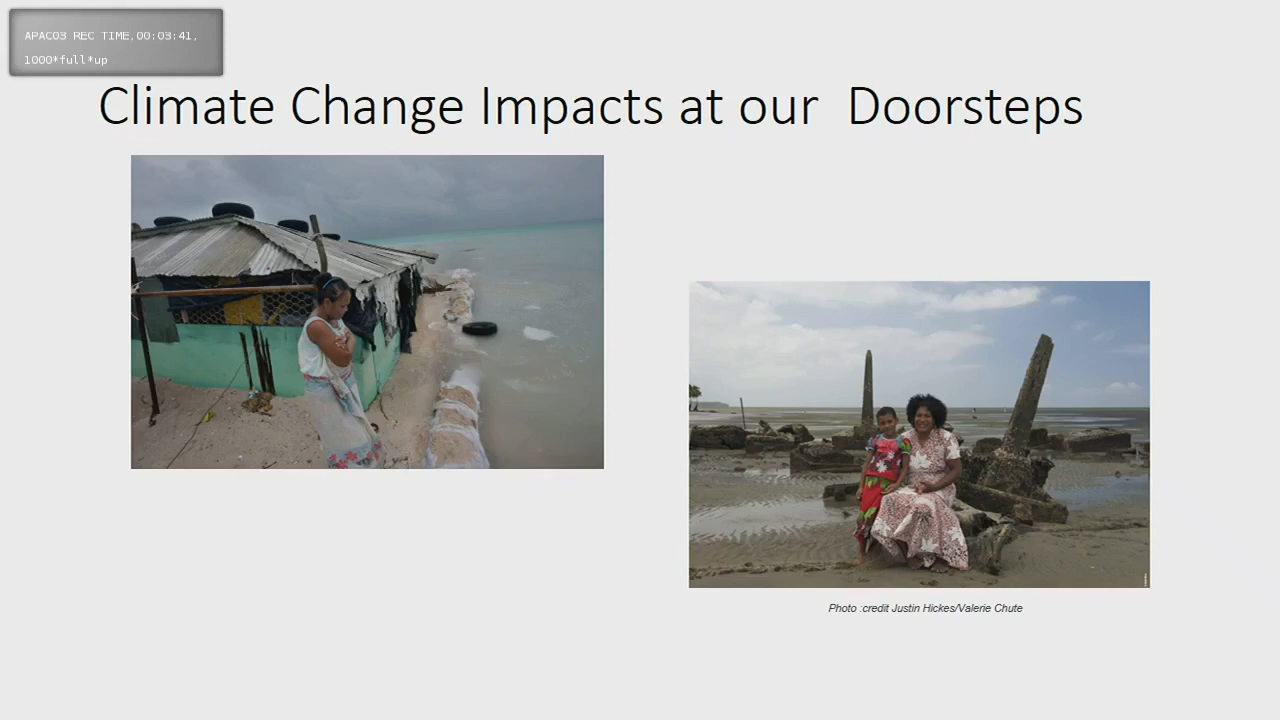 APAC03 REC TIME,00:03:41,
1000*full*up
Climate Change Impacts at our  Doorsteps
Photo :credit Justin Hickes/Valerie Chute